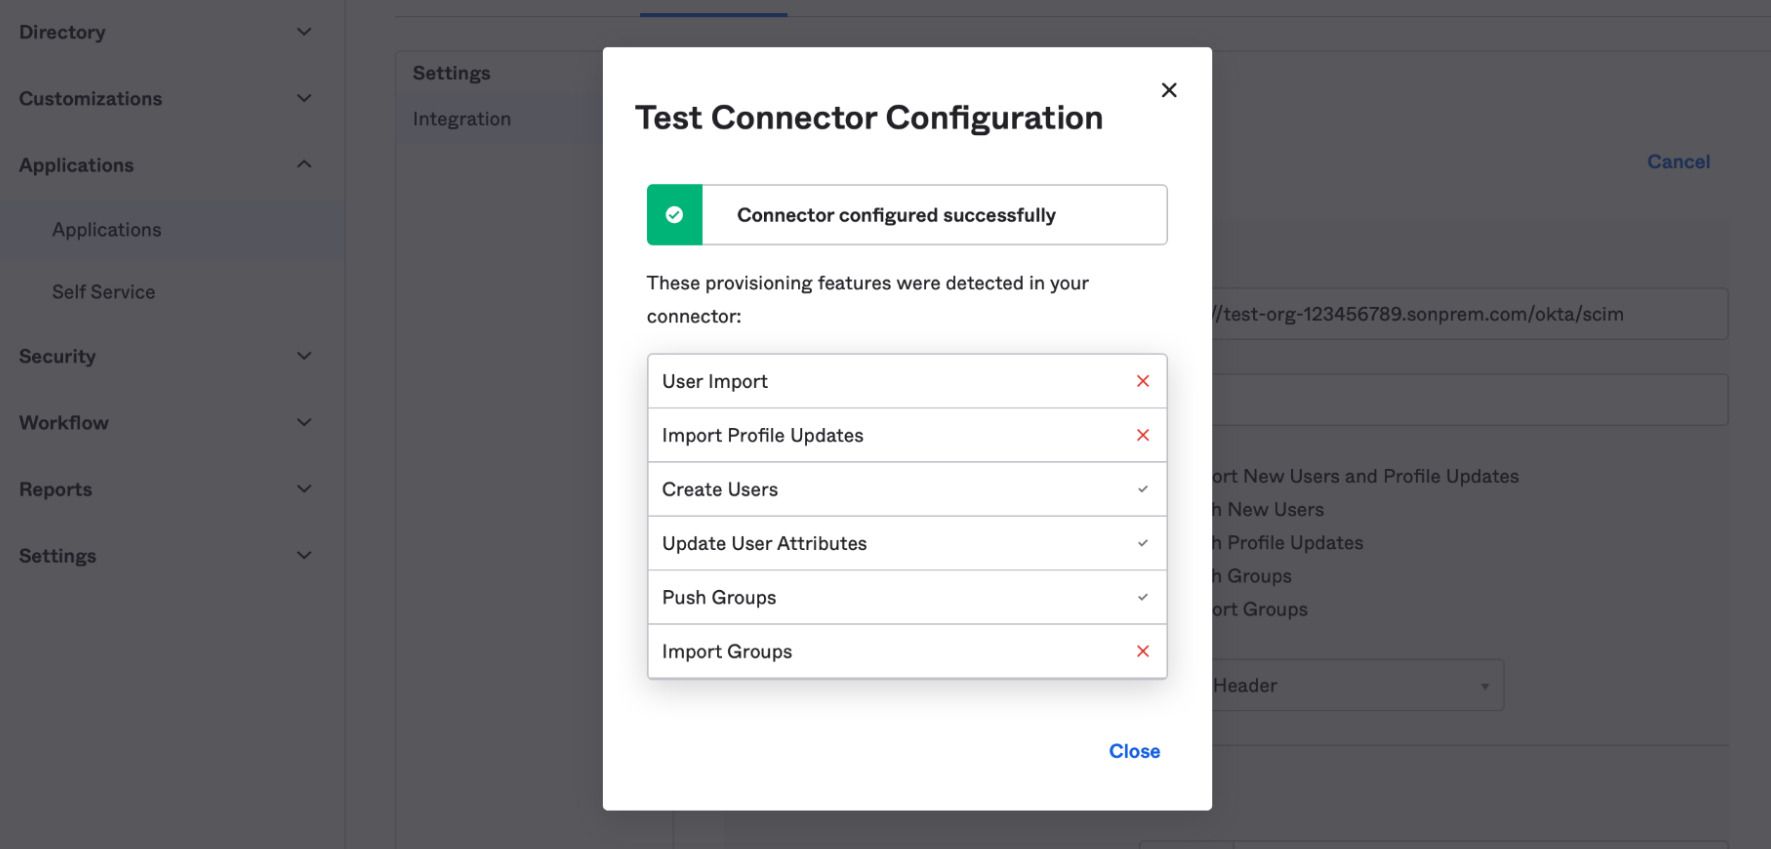 Directory
Customizations
Applications
Applications
Self Service
Security
Workflow
Reports
Settings
Settings
Integration
Cancel
//test-org-123456789.sonprem.com/okta/scim
New Users and Profile Updates
New Users
Profile Updates
Groups
Groups
Header
Test Connector Configuration
Connector configured successfully
These provisioning features were detected in your
connector:
User Import
Import Profile Updates
Create Users
Update User Attributes
Push Groups
Import Groups
Close